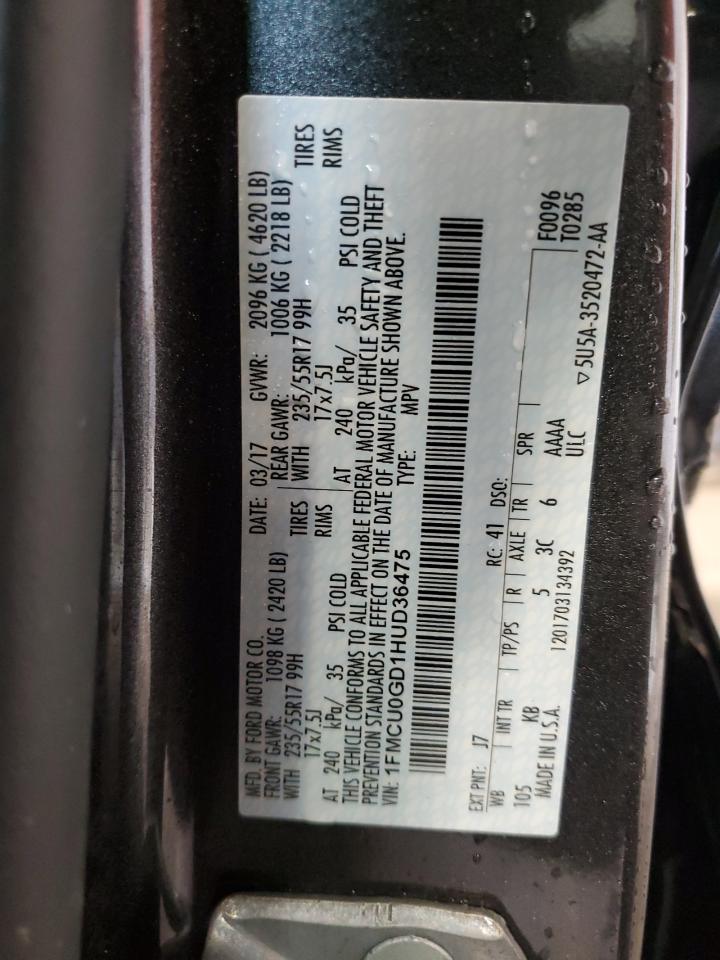 MFD. BY FORD MOTOR CO.
DATE: 03/17 GVWR: 2096 KG ( 4620 LB)
FRONT GAWR: 1098 KG ( 2420 LB) REAR GAWR: 1006 KG ( 2218 LB)
WITH 235/55R17 99H TIRES WITH 235/55R17 99H TIRES
17x7.5J RIMS 17x7.5J RIMS
AT 240 kPa/ 35 PSI COLD AT 240 kPa/ 35 PSI COLD
THIS VEHICLE CONFORMS TO ALL APPLICABLE FEDERAL MOTOR VEHICLE SAFETY AND THEFT
PREVENTION STANDARDS IN EFFECT ON THE DATE OF MANUFACTURE SHOWN ABOVE.
VIN: 1FMCU0GD1HUD36475 TYPE: MPV
EXT PNT: J7 RC: 41 DSO:
WB INT TR TP/PS R AXLE TR SPR F0096
105 KB 5 3C 6 AAAA T0285
MADE IN U.S.A. ULC
1201703134392 ▽5U5A-3520472-AA